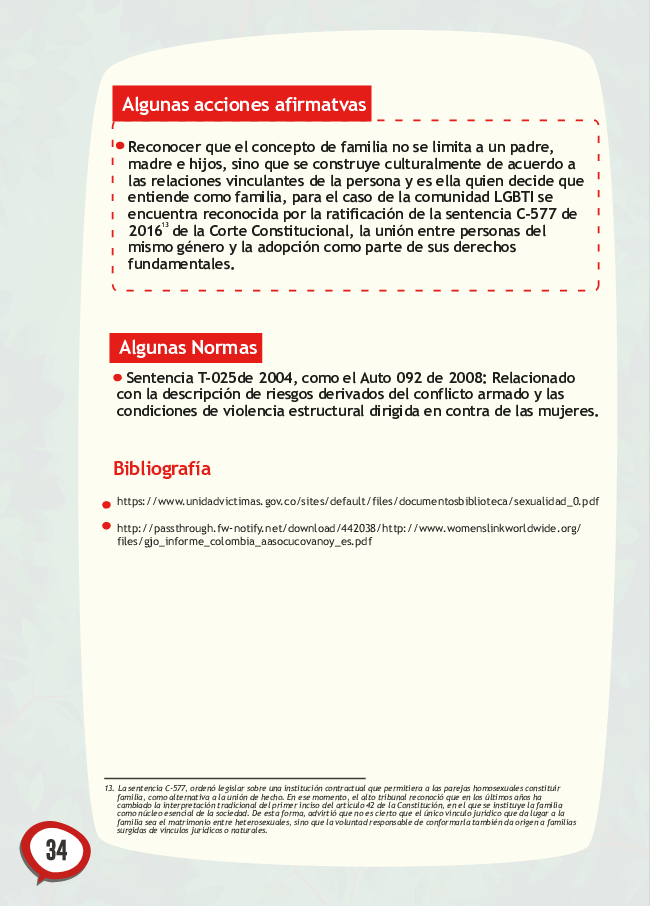 Algunas acciones afirmatvas
Reconocer que el concepto de familia no se limita a un padre,
madre e hijos, sino que se construye culturalmente de acuerdo a
las relaciones vinculantes de la persona y es ella quien decide que
entiende como familia, para el caso de la comunidad LGBTI se
encuentra reconocida por la ratificación de la sentencia C-577 de
2016¹³ de la Corte Constitucional, la unión entre personas del
mismo género y la adopción como parte de sus derechos
fundamentales.
Algunas Normas
Sentencia T-025de 2004, como el Auto 092 de 2008: Relacionado
con la descripción de riesgos derivados del conflicto armado y las
condiciones de violencia estructural dirigida en contra de las mujeres.
Bibliografía
https://www.unidadvictimas.gov.co/sites/default/files/documentosbiblioteca/sexualidad_0.pdf
http://passthrough.fw-notify.net/download/442038/http://www.womenslinkworldwide.org/
files/gjo_informe_colombia_aasocucovanoy_es.pdf
13. La sentencia C-577, ordenó legislar sobre una institución contractual que permitiera a las parejas homosexuales constituir
familia, como alternativa a la unión de hecho. En ese momento, el alto tribunal reconoció que en los últimos años ha
cambiado la interpretación tradicional del primer inciso del artículo 42 de la Constitución, en el que se instituye la familia
como núcleo esencial de la sociedad. De esta forma, advirtió que no es cierto que el único vínculo jurídico que da lugar a la
familia sea el matrimonio entre heterosexuales, sino que la voluntad responsable de conformarla también da origen a familias
surgidas de vínculos jurídicos o naturales.
34